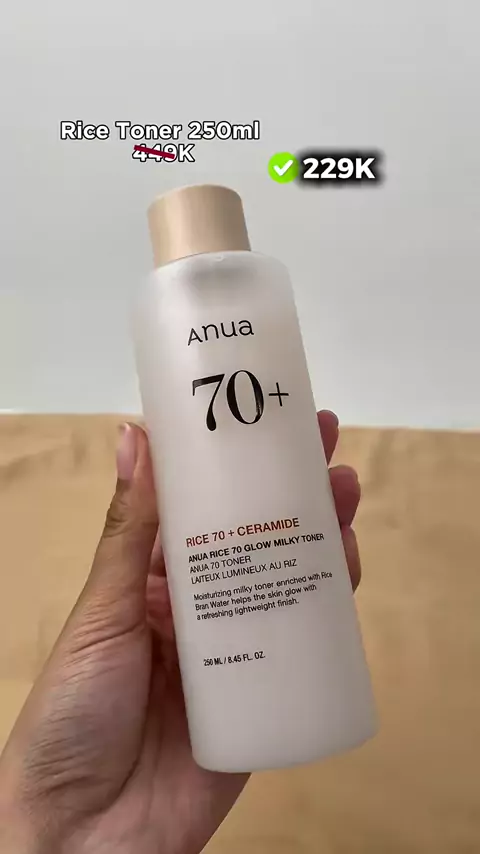 Rice Toner 250ml
449K
229K
Anua
70+
RICE 70 + CERAMIDE
ANUA RICE 70 GLOW MILKY TONER
ANUA 70 TONER
LAITEUX LUMINEUX AU RIZ
Moisturizing milky toner enriched with Rice
Bran Water helps the skin glow with
a refreshing lightweight finish.
250 ML / 8.45 FL. OZ.